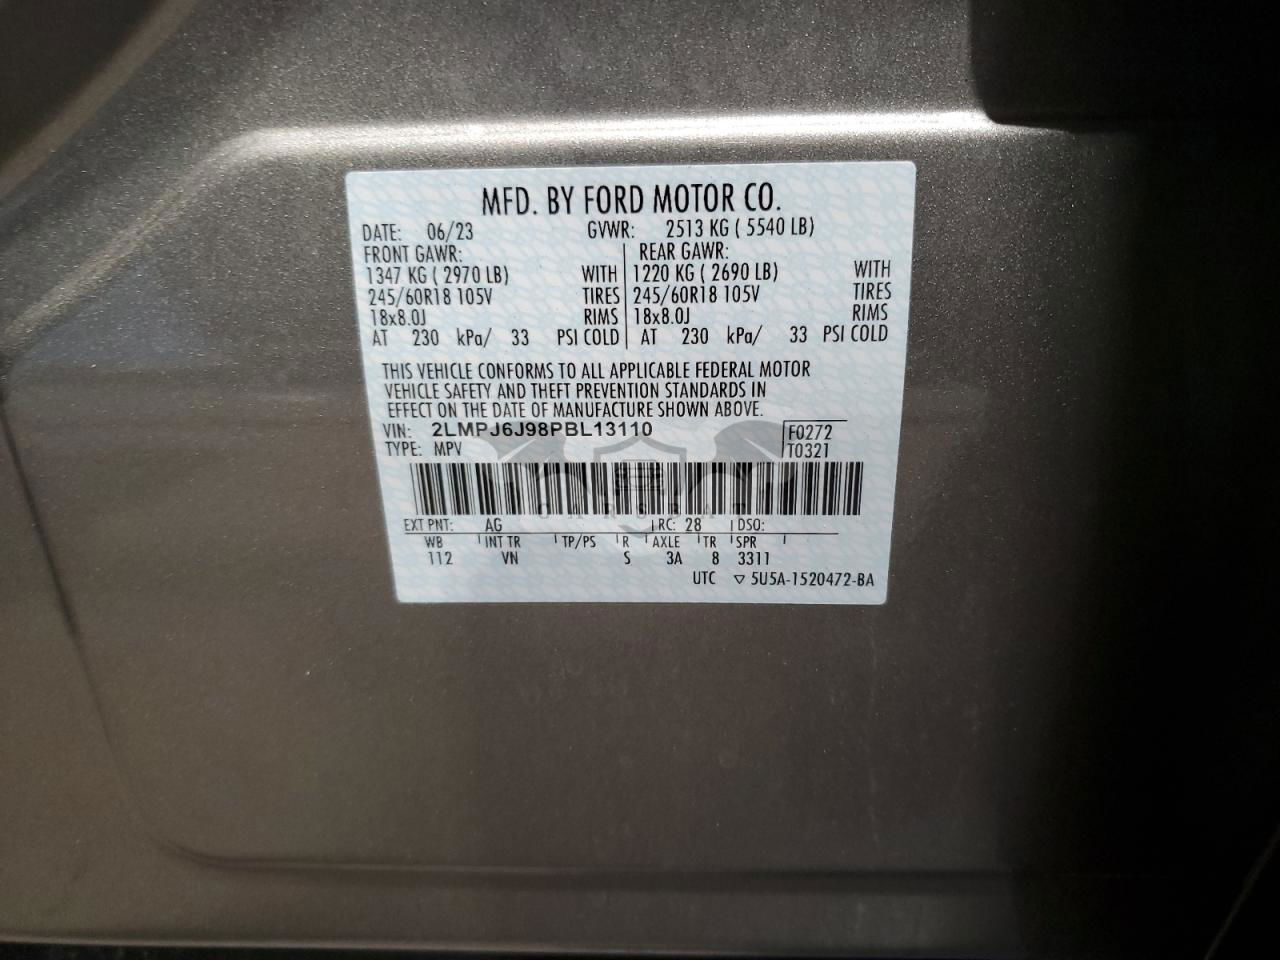 MFD. BY FORD MOTOR CO.
DATE: 06/23 GVWR: 2513 KG ( 5540 LB)
FRONT GAWR: REAR GAWR:
1347 KG ( 2970 LB) WITH 1220 KG ( 2690 LB) WITH
245/60R18 105V TIRES 245/60R18 105V TIRES
18x8.0J RIMS 18x8.0J RIMS
AT 230 kPa/ 33 PSI COLD AT 230 kPa/ 33 PSI COLD
THIS VEHICLE CONFORMS TO ALL APPLICABLE FEDERAL MOTOR
VEHICLE SAFETY AND THEFT PREVENTION STANDARDS IN
EFFECT ON THE DATE OF MANUFACTURE SHOWN ABOVE.
VIN: 2LMPJ6J98PBL13110 F0272
TYPE: MPV T0321
EXT PNT: AG RC: 28 DSO:
WB INT TR TP/PS R AXLE TR SPR
112 VN S 3A 8 3311
UTC ▽ 5U5A-1520472-BA